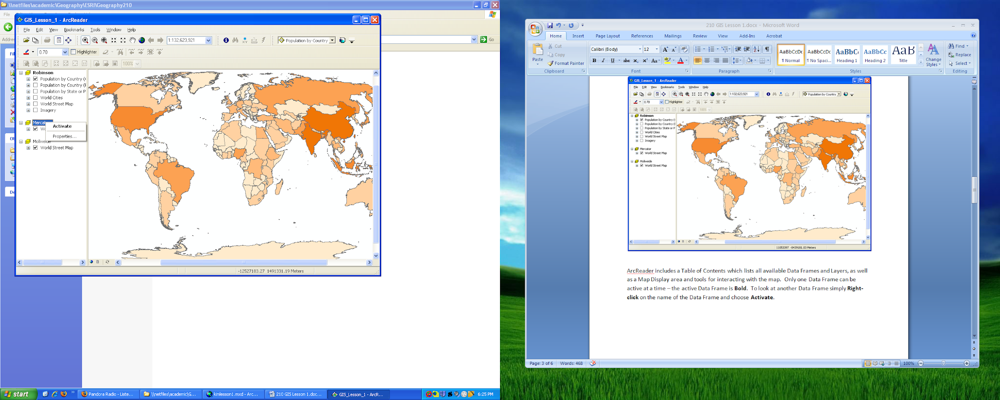 \\netfiles\academic\Geography\ESRI\Geography210
File
GIS_Lesson_1 - ArcReader
File Edit View Bookmarks Tools Window Help
1:132,623,921
Population by Country
Go
0.70
Highlighter
100%
Robinson
Population by Country (
Population by Country (
Population by State or P
World Cities
World Street Map
Imagery
Mercat
Activate
Properties...
Mollweide
World Street Map
-12527183.27 1491331.19 Meters
start
Pandora Radio - Liste...
\\netfiles\academic\G...
kimlesson1.mxd - Arc...
210 GIS Lesson 1.doc...
GIS_Lesson_1 - ArcR...
6:25 PM
210 GIS Lesson 1.docx - Microsoft Word
Home Insert Page Layout References Mailings Review View Add-Ins Acrobat
Paste
Cut
Copy
Format Painter
Clipboard
Calibri (Body)
12
Font
Paragraph
AaBbCcDc
¶ Normal
AaBbCcDc
¶ No Spaci...
AaBbC
Heading 1
AaBbCc
Heading 2
AaB
Title
Change
Styles
Styles
Find
Replace
Select
Editing
GIS_Lesson_1 - ArcReader
File Edit View Bookmarks Tools Window Help
1:132,623,921
Population by Country
0.70
Highlighter
100%
Robinson
Population by Country (
Population by Country (
Population by State or P
World Cities
World Street Map
Imagery
Mercator
World Street Map
Mollweide
World Street Map
11053397 -8439181.03 Meters
ArcReader includes a Table of Contents which lists all available Data Frames and Layers, as well
as a Map Display area and tools for interacting with the map. Only one Data Frame can be
active at a time – the active Data Frame is Bold. To look at another Data Frame simply Right-
click on the name of the Data Frame and choose Activate.
Page: 3 of 6
Words: 468
100%